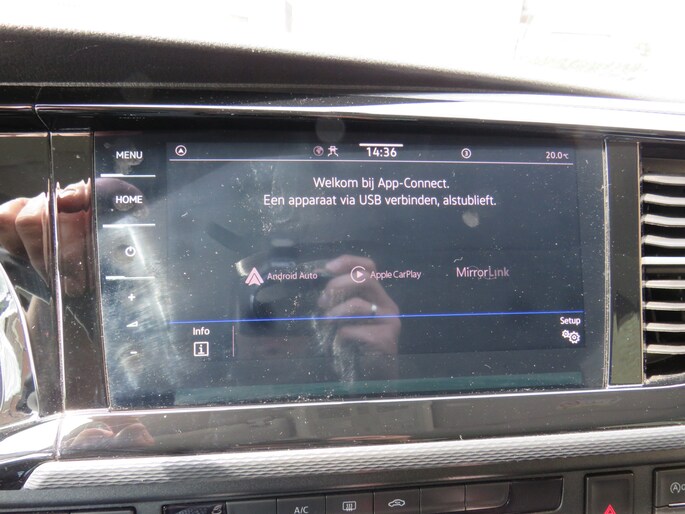 MENU
HOME
+
-
A
14:36
3
20.0°C
Welkom bij App-Connect.
Een apparaat via USB verbinden, alstublieft.
Android Auto
Apple CarPlay
MirrorLink
Info
i
Setup
A/C
A